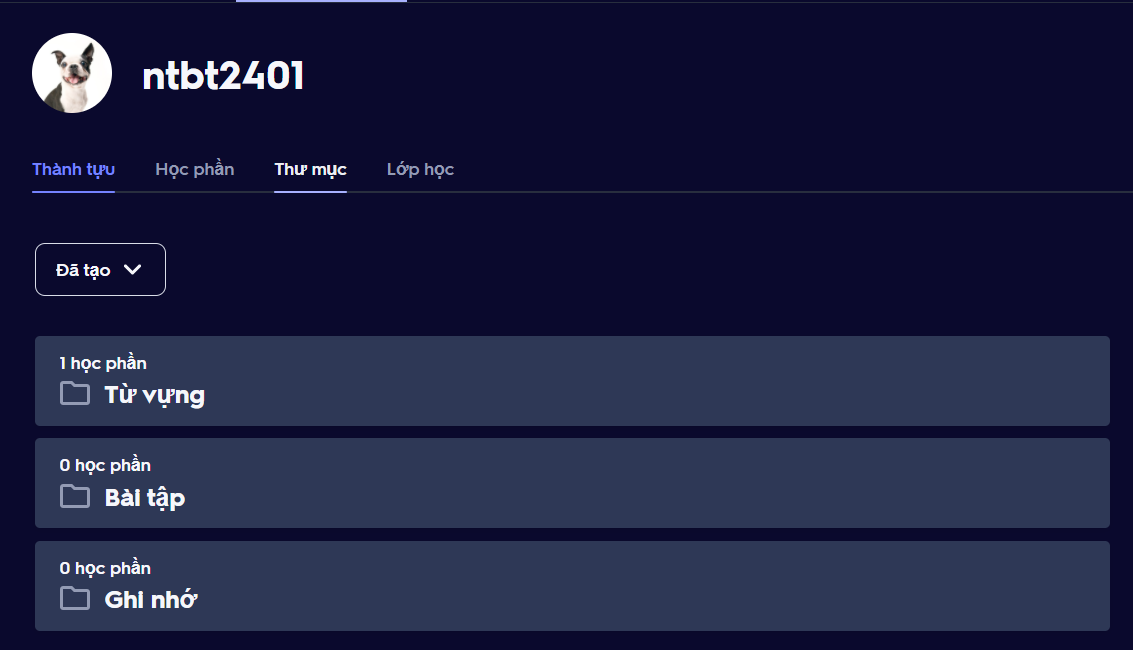 ntbt2401
Thành tựu Học phần Thư mục Lớp học
Đã tạo
1 học phần
Từ vựng
0 học phần
Bài tập
0 học phần
Ghi nhớ